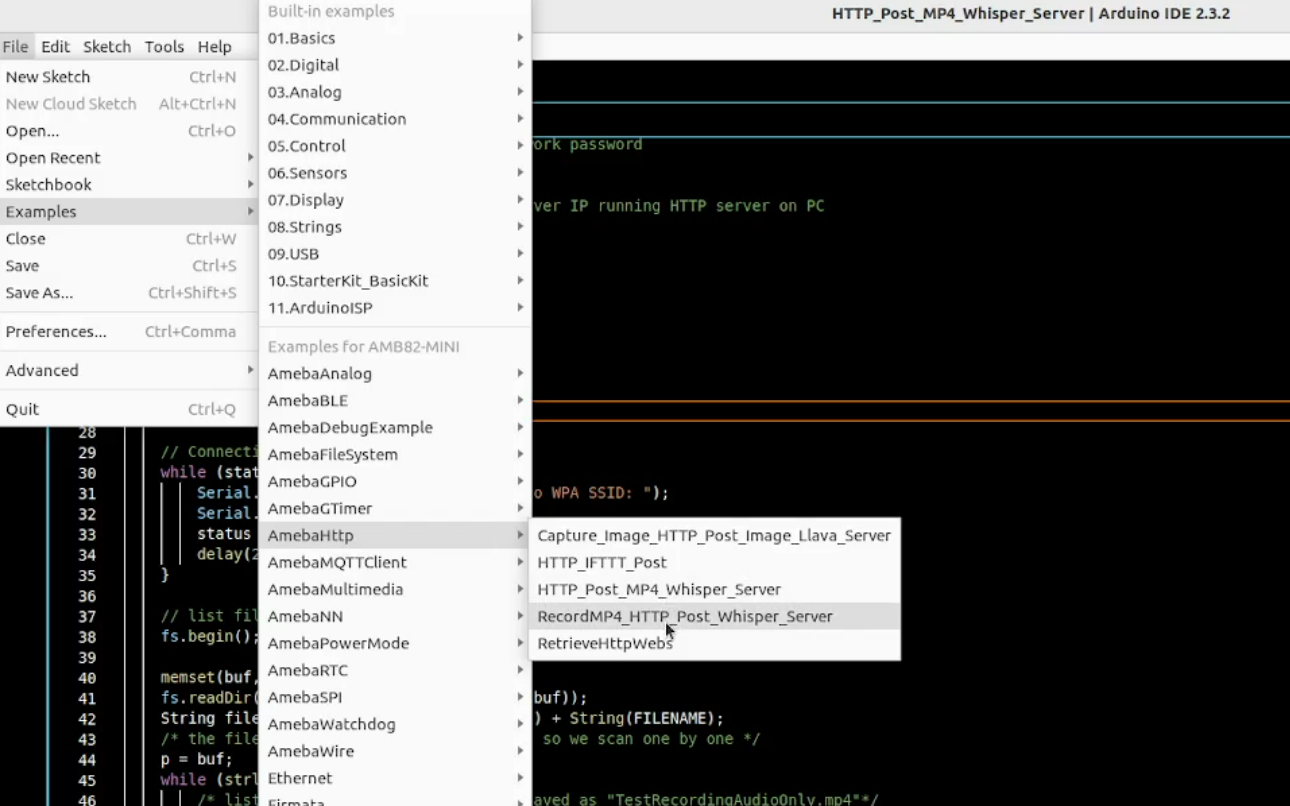 HTTP_Post_MP4_Whisper_Server | Arduino IDE 2.3.2
File Edit Sketch Tools Help
New Sketch Ctrl+N
New Cloud Sketch Alt+Ctrl+N
Open... Ctrl+O
Open Recent
Sketchbook
Examples
Close Ctrl+W
Save Ctrl+S
Save As... Ctrl+Shift+S
Preferences... Ctrl+Comma
Advanced
Quit Ctrl+Q
Built-in examples
01.Basics
02.Digital
03.Analog
04.Communication
05.Control
06.Sensors
07.Display
08.Strings
09.USB
10.StarterKit_BasicKit
11.ArduinoISP
Examples for AMB82-MINI
AmebaAnalog
AmebaBLE
AmebaDebugExample
AmebaFileSystem
AmebaGPIO
AmebaGTimer
AmebaHttp
AmebaMQTTClient
AmebaMultimedia
AmebaNN
AmebaPowerMode
AmebaRTC
AmebaSPI
AmebaWatchdog
AmebaWire
Ethernet
Firmata
Capture_Image_HTTP_Post_Image_Llava_Server
HTTP_IFTTT_Post
HTTP_Post_MP4_Whisper_Server
RecordMP4_HTTP_Post_Whisper_Server
RetrieveHttpWebs
ork password
ver IP running HTTP server on PC
28
29 // Connecti
30 while (stat
31 Serial. o WPA SSID: ");
32 Serial.
33 status
34 delay(2
35 }
36
37 // list fil
38 fs.begin();
39
40 memset(buf,
41 fs.readDir( buf));
42 String file ) + String(FILENAME);
43 /* the file so we scan one by one */
44 p = buf;
45 while (strl
46 /* list aved as "TestRecordingAudioOnly.mp4"*/